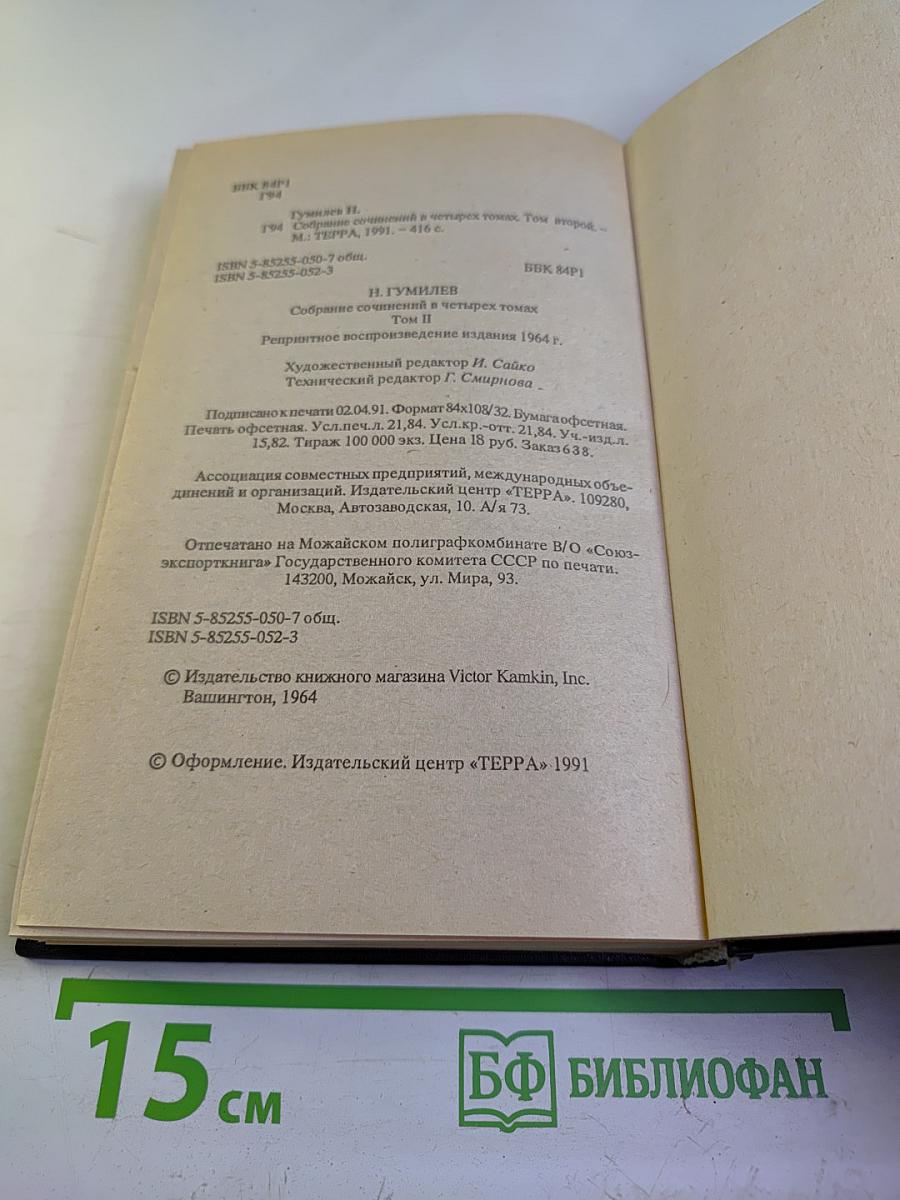 ББК 84Р1
Г94
Гумилев Н.
Г94 Собрание сочинений в четырех томах. Том второй. –
М.: ТЕРРА, 1991. – 416 с.
ISBN 5-85255-050-7 общ.
ISBN 5-85255-052-3
ББК 84Р1
Н. ГУМИЛЕВ
Собрание сочинений в четырех томах
Том II
Репринтное воспроизведение издания 1964 г.
Художественный редактор И. Сайко
Технический редактор Г. Смирнова
Подписано к печати 02.04.91. Формат 84х108/32. Бумага офсетная.
Печать офсетная. Усл.печ.л. 21,84. Усл.кр.-отт. 21,84. Уч.-изд.л.
15,82. Тираж 100 000 экз. Цена 18 руб. Заказ 638.
Ассоциация совместных предприятий, международных объе-
динений и организаций. Издательский центр «ТЕРРА». 109280,
Москва, Автозаводская, 10. А/я 73.
Отпечатано на Можайском полиграфкомбинате В/О «Союз-
экспорткнига» Государственного комитета СССР по печати.
143200, Можайск, ул. Мира, 93.
ISBN 5-85255-050-7 общ.
ISBN 5-85255-052-3
© Издательство книжного магазина Victor Kamkin, Inc.
Вашингтон, 1964
© Оформление. Издательский центр «ТЕРРА» 1991
15 см
БФ БИБЛИОФАН